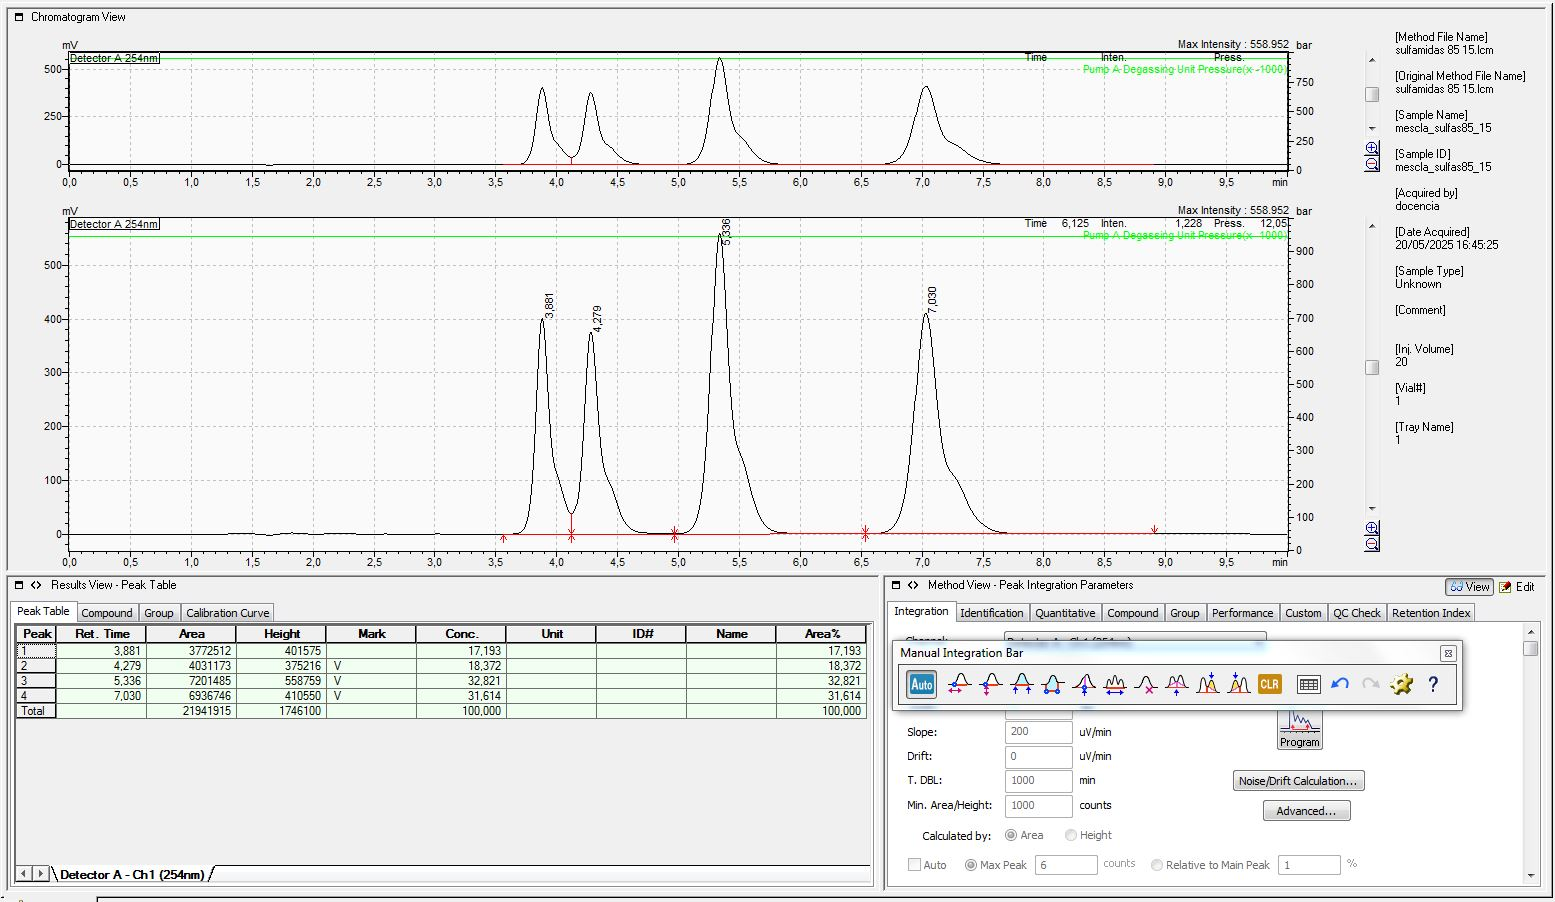 Chromatogram View
mV
Max Intensity : 558.952 bar
Detector A 254nm
Time Inten. Press.
Pump A Degassing Unit Pressure(x -1000)
500
250
0
750
500
250
0
0,0 0,5 1,0 1,5 2,0 2,5 3,0 3,5 4,0 4,5 5,0 5,5 6,0 6,5 7,0 7,5 8,0 8,5 9,0 9,5 min
mV
Max Intensity : 558.952 bar
Detector A 254nm
Time 6,125 Inten. 1,228 Press. 12,05
Pump A Degassing Unit Pressure(x -1000)
500
400
300
200
100
0
3,881
4,279
5,336
7,030
900
800
700
600
500
400
300
200
100
0
0,0 0,5 1,0 1,5 2,0 2,5 3,0 3,5 4,0 4,5 5,0 5,5 6,0 6,5 7,0 7,5 8,0 8,5 9,0 9,5 min
[Method File Name]
sulfamidas 85 15.lcm
[Original Method File Name]
sulfamidas 85 15.lcm
[Sample Name]
mescla_sulfas85_15
[Sample ID]
mescla_sulfas85_15
[Acquired by]
docencia
[Date Acquired]
20/05/2025 16:45:25
[Sample Type]
Unknown
[Comment]
[Inj. Volume]
20
[Vial#]
1
[Tray Name]
1
Results View - Peak Table
Peak Table Compound Group Calibration Curve
Peak Ret. Time Area Height Mark Conc. Unit ID# Name Area%
1 3,881 3772512 401575 17,193 17,193
2 4,279 4031173 375216 V 18,372 18,372
3 5,336 7201485 558759 V 32,821 32,821
4 7,030 6936746 410550 V 31,614 31,614
Total 21941915 1746100 100,000 100,000
Detector A - Ch1 (254nm)
Method View - Peak Integration Parameters
View Edit
Integration Identification Quantitative Compound Group Performance Custom QC Check Retention Index
Manual Integration Bar
Auto CLR ?
Program
Slope: 200 uV/min
Drift: 0 uV/min
T. DBL: 1000 min
Min. Area/Height: 1000 counts
Noise/Drift Calculation...
Advanced...
Calculated by: Area Height
Auto Max Peak 6 counts Relative to Main Peak 1 %